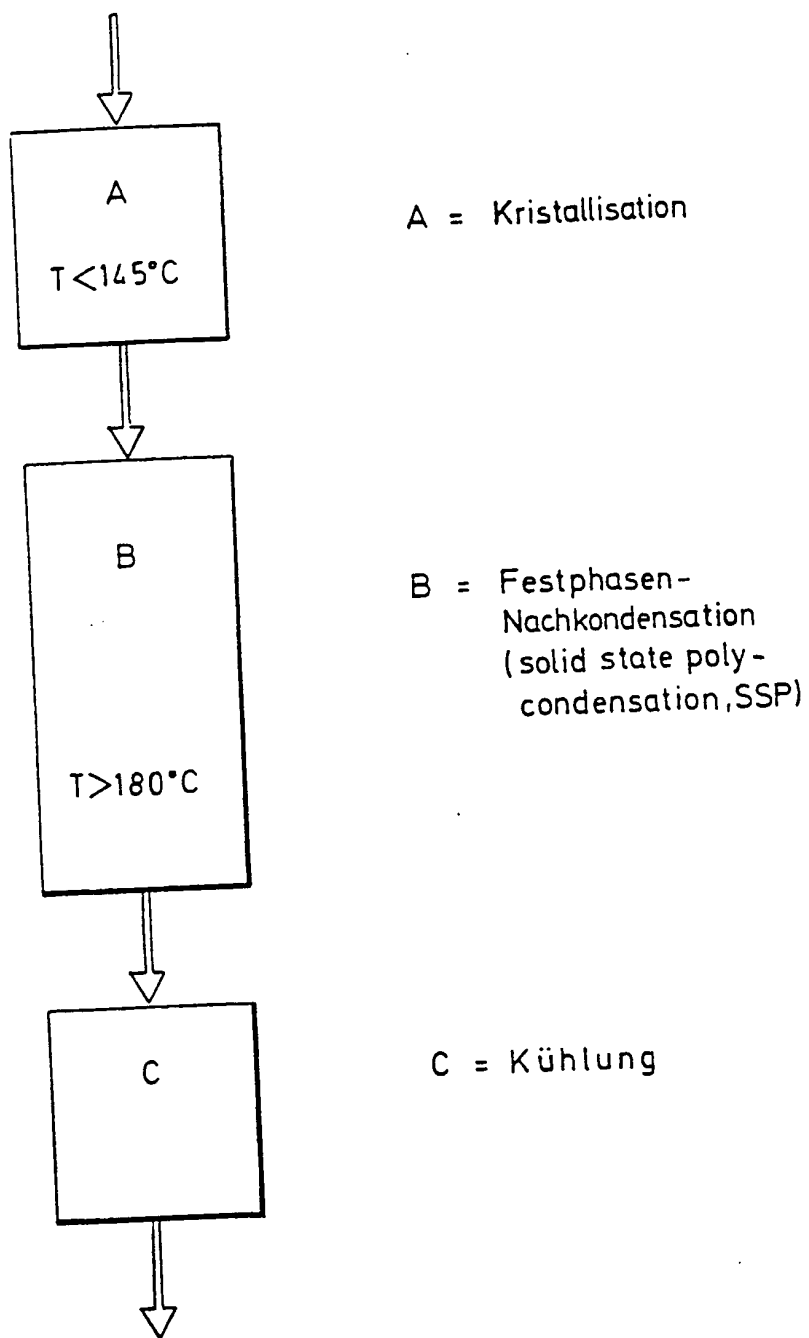 A
T<145°C
A = Kristallisation
B
T>180°C
B = Festphasen-
Nachkondensation
(solid state poly-
condensation,SSP)
C
C = Kühlung